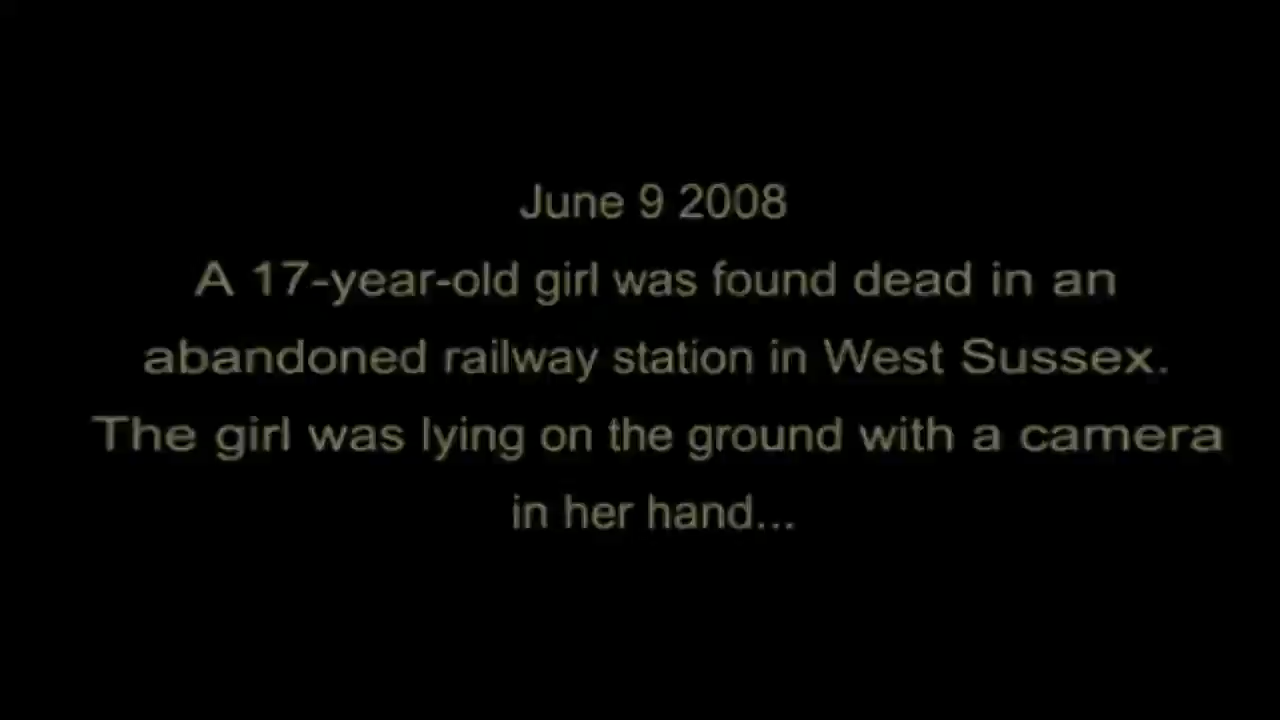 June 9 2008
A 17-year-old girl was found dead in an
abandoned railway station in West Sussex.
The girl was lying on the ground with a camera
in her hand...